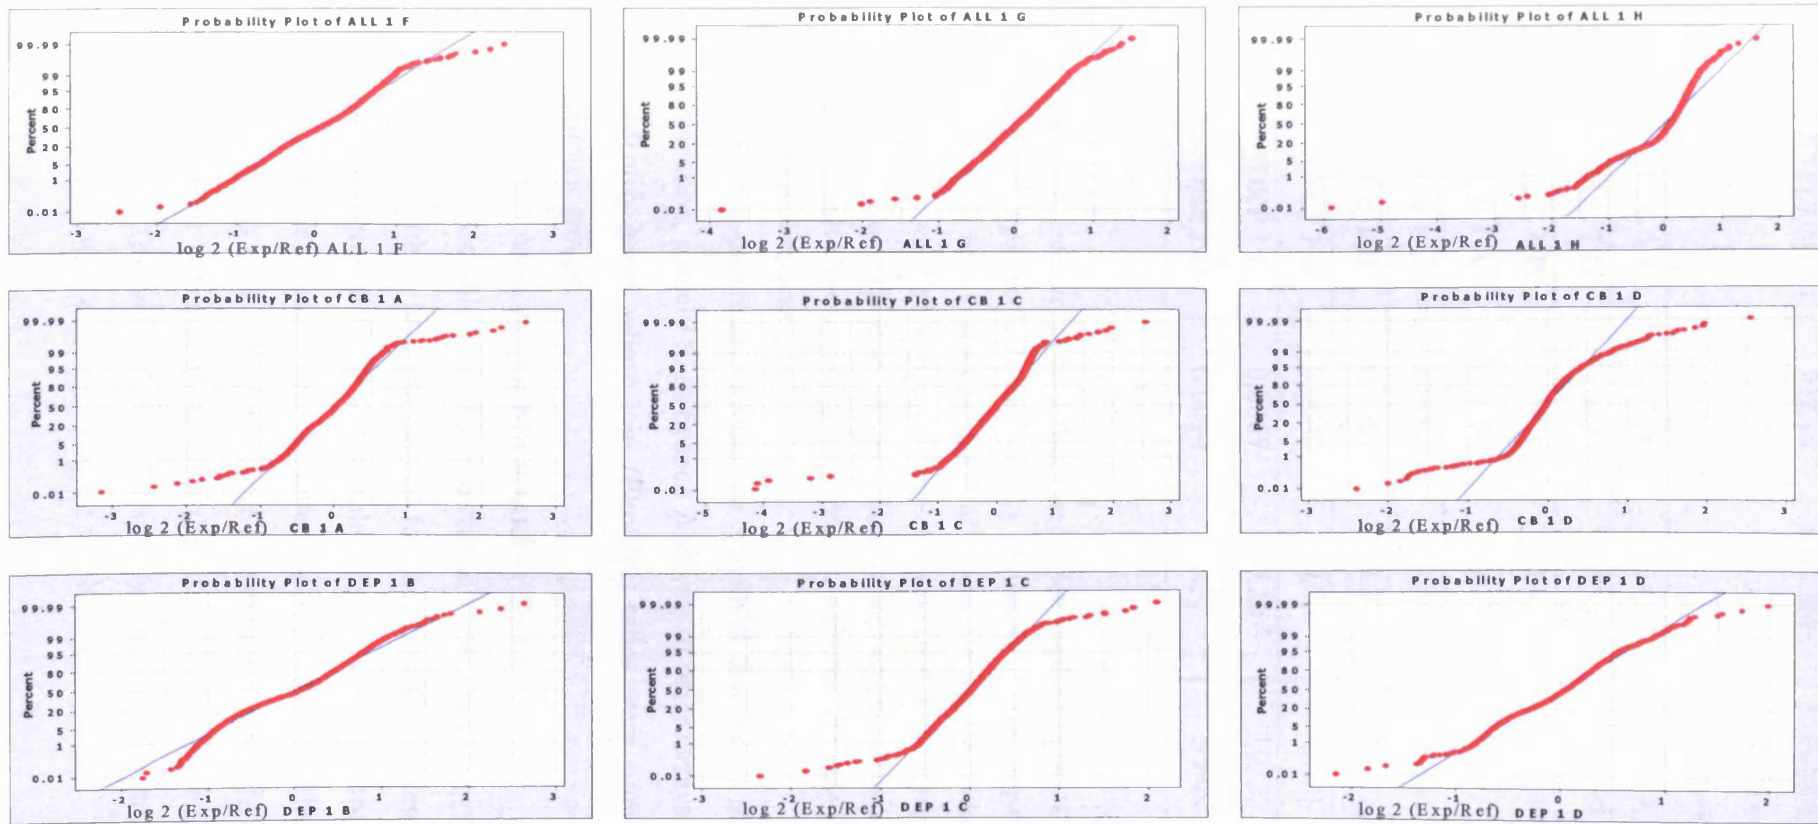 Probability Plot of ALL 1 F
99.99
99
95
80
50
20
5
1
0.01
Percent
-3 -2 -1 0 1 2 3
log 2 (Exp/Ref) ALL 1 F
Probability Plot of ALL 1 G
99.99
99
95
80
50
20
5
1
0.01
Percent
-4 -3 -2 -1 0 1 2
log 2 (Exp/Ref) ALL 1 G
Probability Plot of ALL 1 H
99.99
99
95
80
50
20
5
1
0.01
Percent
-6 -5 -4 -3 -2 -1 0 1 2
log 2 (Exp/Ref) ALL 1 H
Probability Plot of CB 1 A
99.99
99
95
80
50
20
5
1
0.01
Percent
-3 -2 -1 0 1 2 3
log 2 (Exp/Ref) CB 1 A
Probability Plot of CB 1 C
99.99
99
95
80
50
20
5
1
0.01
Percent
-5 -4 -3 -2 -1 0 1 2 3
log 2 (Exp/Ref) CB 1 C
Probability Plot of CB 1 D
99.99
99
95
80
50
20
5
1
0.01
Percent
-3 -2 -1 0 1 2 3
log 2 (Exp/Ref) CB 1 D
Probability Plot of DEP 1 B
99.99
99
95
80
50
20
5
1
0.01
Percent
-2 -1 0 1 2 3
log 2 (Exp/Ref) DEP 1 B
Probability Plot of DEP 1 C
99.99
99
95
80
50
20
5
1
0.01
Percent
-2 -1 0 1 2
log 2 (Exp/Ref) DEP 1 C
Probability Plot of DEP 1 D
99.99
99
95
80
50
20
5
1
0.01
Percent
-2 -1 0 1 2
log 2 (Exp/Ref) DEP 1 D